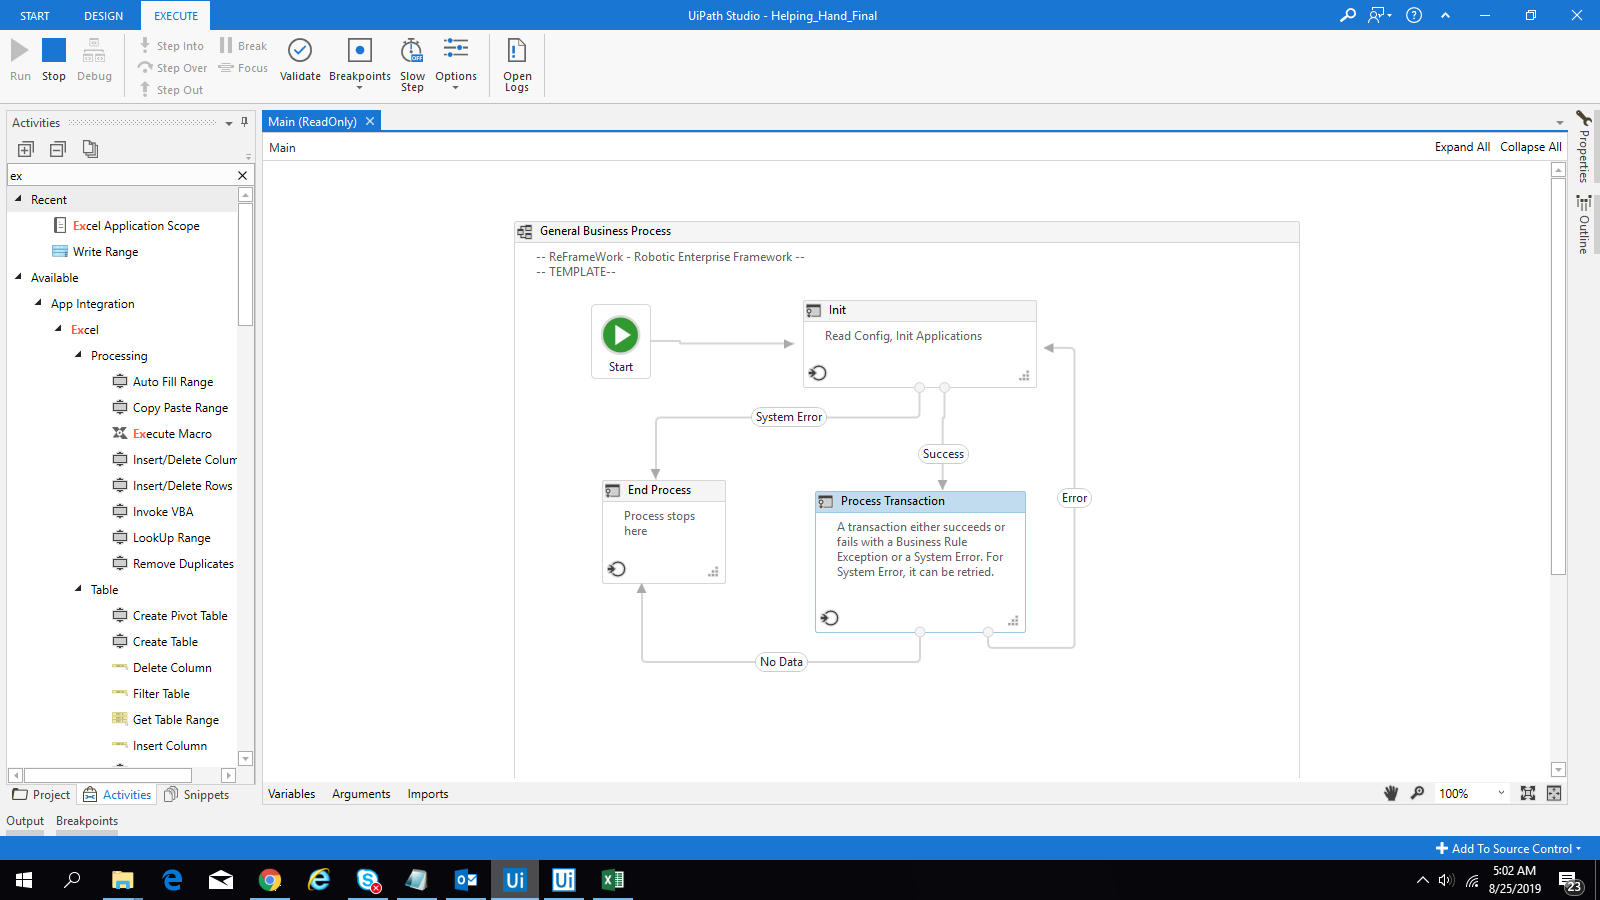 START
DESIGN
EXECUTE
UiPath Studio - Helping_Hand_Final
Run
Stop
Debug
Step Into
Step Over
Step Out
Break
Focus
Validate
Breakpoints
Slow
Step
OFF
Options
Open
Logs
Activities
ex
Recent
Excel Application Scope
Write Range
Available
App Integration
Excel
Processing
Auto Fill Range
Copy Paste Range
Execute Macro
Insert/Delete Colum
Insert/Delete Rows
Invoke VBA
LookUp Range
Remove Duplicates
Table
Create Pivot Table
Create Table
Delete Column
Filter Table
Get Table Range
Insert Column
Project
Activities
Snippets
Output
Breakpoints
Main (ReadOnly)
Main
Expand All
Collapse All
General Business Process
-- ReFrameWork - Robotic Enterprise Framework --
-- TEMPLATE--
Start
Init
Read Config, Init Applications
System Error
Success
End Process
Process stops
here
Process Transaction
A transaction either succeeds or
fails with a Business Rule
Exception or a System Error. For
System Error, it can be retried.
Error
No Data
Variables
Arguments
Imports
100%
Properties
Outline
Add To Source Control
Ui
Ui
5:02 AM
8/25/2019
23